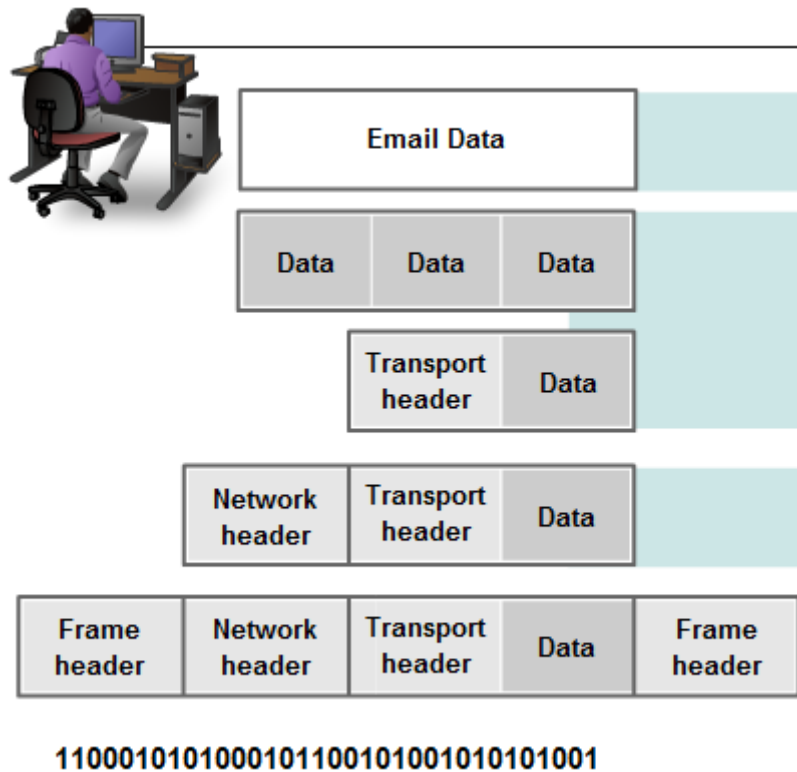 Email Data
Data Data Data
Transport header Data
Network header Transport header Data
Frame header Network header Transport header Data Frame header
1100010101000101100101001010101001